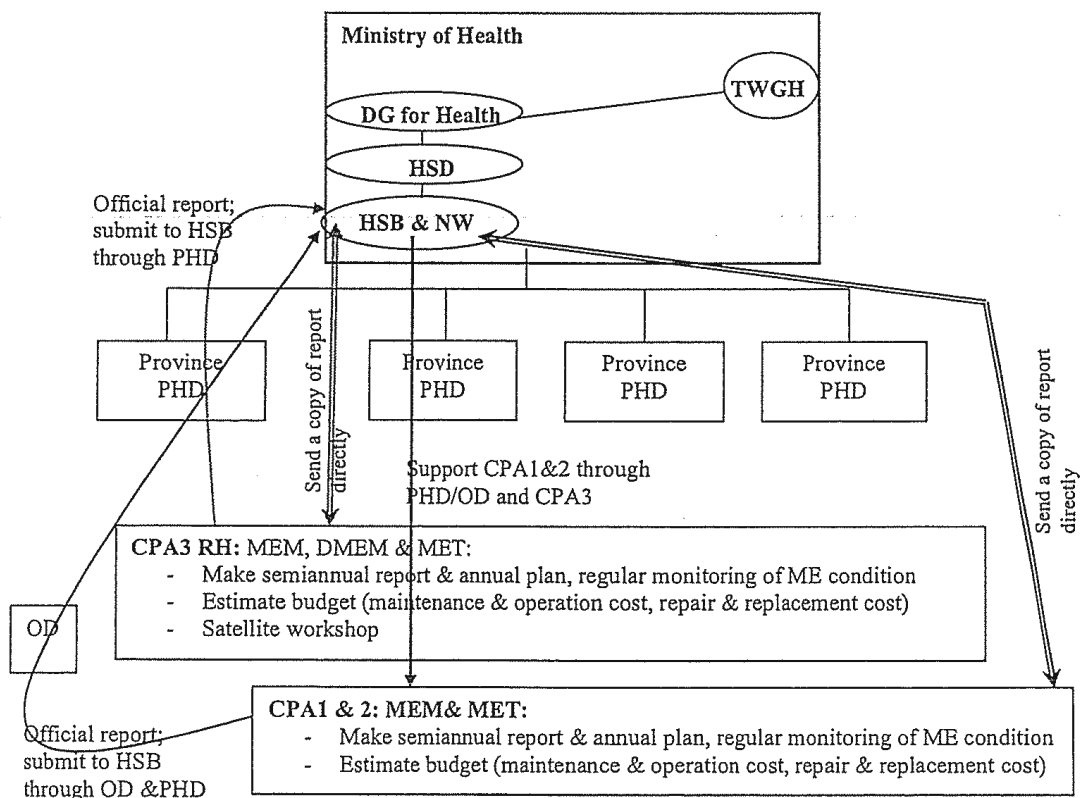 Ministry of Health
TWGH
DG for Health
HSD
HSB & NW
Official report;
submit to HSB
through PHD
Province
PHD
Province
PHD
Province
PHD
Province
PHD
Send a copy of report
directly
Send a copy of report
directly
Support CPA1&2 through
PHD/OD and CPA3
CPA3 RH: MEM, DMEM & MET:
- Make semiannual report & annual plan, regular monitoring of ME condition
- Estimate budget (maintenance & operation cost, repair & replacement cost)
- Satellite workshop
OD
CPA1 & 2: MEM& MET:
- Make semiannual report & annual plan, regular monitoring of ME condition
- Estimate budget (maintenance & operation cost, repair & replacement cost)
Official report;
submit to HSB
through OD &PHD